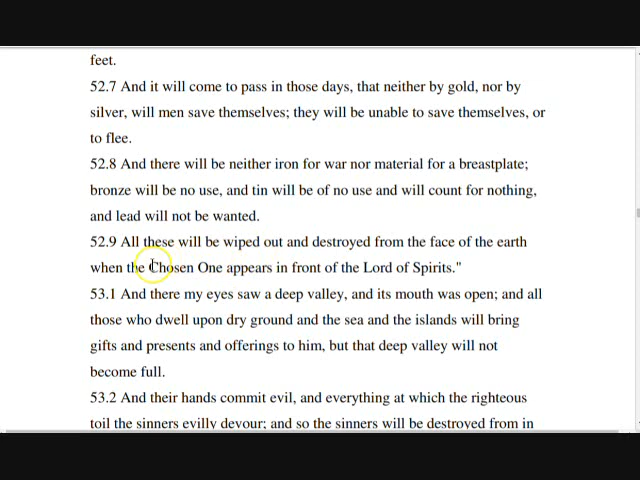 feet.
52.7 And it will come to pass in those days, that neither by gold, nor by
silver, will men save themselves; they will be unable to save themselves, or
to flee.
52.8 And there will be neither iron for war nor material for a breastplate;
bronze will be no use, and tin will be of no use and will count for nothing,
and lead will not be wanted.
52.9 All these will be wiped out and destroyed from the face of the earth
when the Chosen One appears in front of the Lord of Spirits."
53.1 And there my eyes saw a deep valley, and its mouth was open; and all
those who dwell upon dry ground and the sea and the islands will bring
gifts and presents and offerings to him, but that deep valley will not
become full.
53.2 And their hands commit evil, and everything at which the righteous
toil the sinners evilly devour; and so the sinners will be destroyed from in